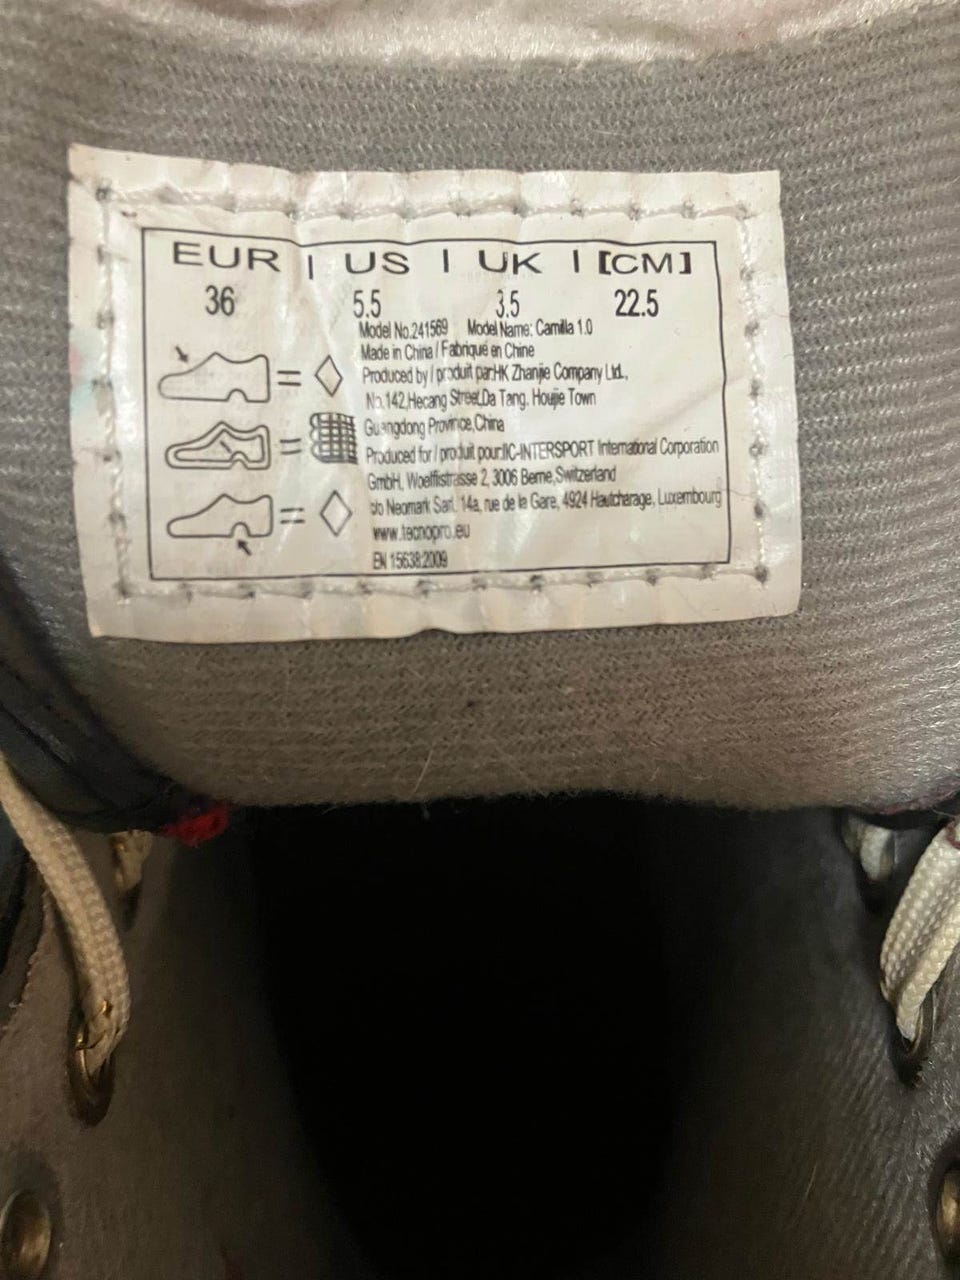 EUR | US | UK | [CM]
36 5.5 3.5 22.5
Model No.241569 Model Name: Camilla 1.0
Made in China / Fabriqué en Chine
Produced by / produit par:HK Zhanjie Company Ltd.,
No.142,Hecang Street,Da Tang, Houjie Town
Guangdong Province,China
Produced for / produit pour:IIC-INTERSPORT International Corporation
GmbH, Woelflistrasse 2, 3006 Berne,Switzerland
c/o Neomark Sarl, 14a, rue de la Gare, 4924 Hautcharage, Luxembourg
www.tecnopro.eu
EN 15638:2009